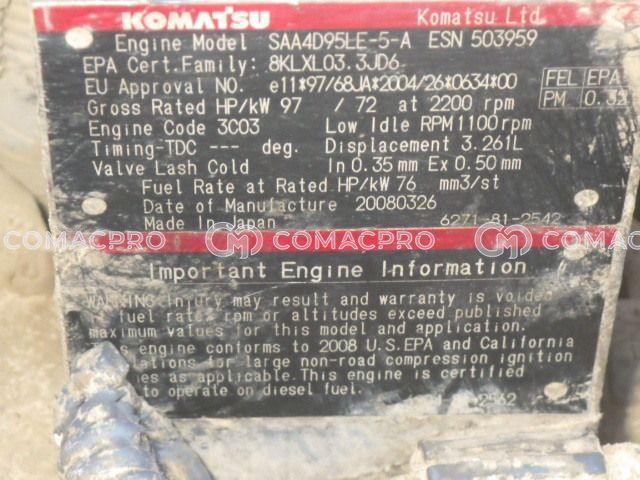 KOMATSU Komatsu Ltd.
Engine Model SAA4D95LE-5-A ESN 503959
EPA Cert.Family: 8KLXL03.3JD6
EU Approval NO. e11*97/68JA*2004/26*0634*00
FEL EPA
Gross Rated HP/kW 97 / 72 at 2200 rpm
PM 0.32
Engine Code 3C03 Low Idle RPM 1100 rpm
Timing-TDC --- deg. Displacement 3.261L
Valve Lash Cold In 0.35 mm Ex 0.50 mm
Fuel Rate at Rated HP/kW 76 mm3/st
Date of Manufacture 20080326
Made In Japan 6271-81-2542
COMACPRO COMACPRO COMACPRO
Important Engine Information
WARNING Injury may result and warranty is voided
if fuel rate, rpm or altitudes exceed published
maximum values for this model and application.
engine conforms to 2008 U.S.EPA and California
for large non-road compression ignition
as applicable. This engine is certified
to operate on diesel fuel.
2562